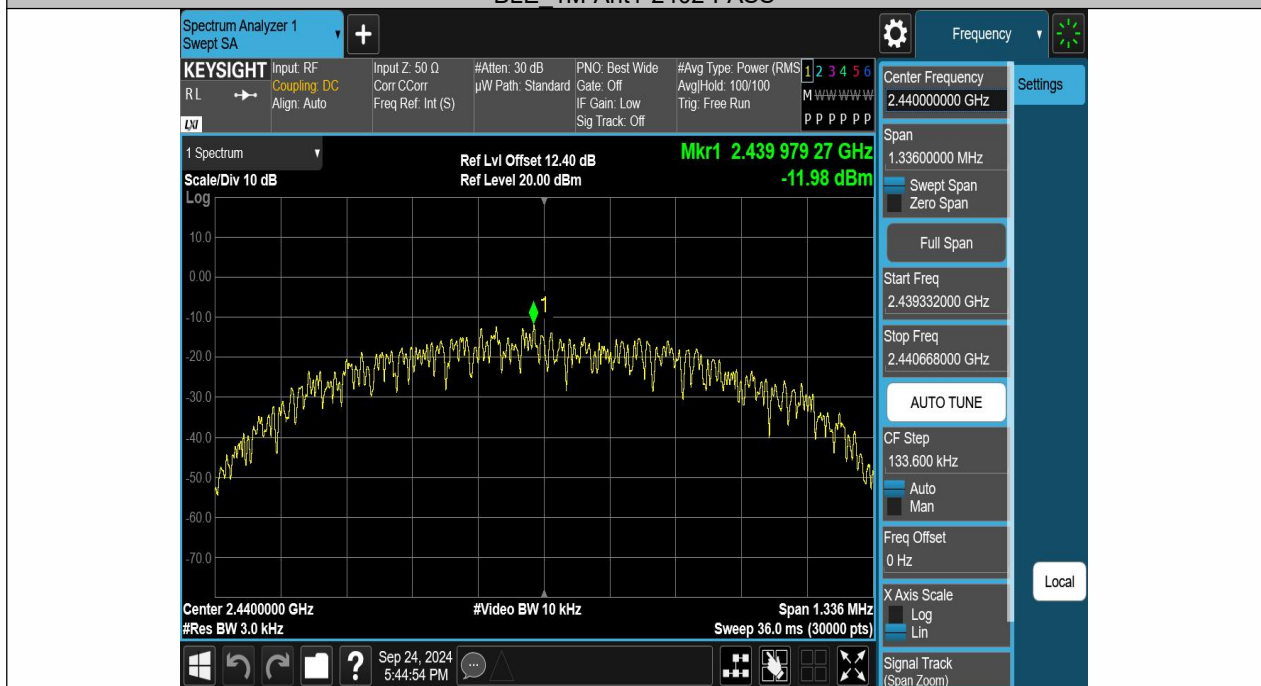 Spectrum Analyzer 1
Swept SA
+
Frequency
KEYSIGHT
RL
LXI
Input: RF
Coupling: DC
Align: Auto
Input Z: 50 Ω
Corr CCorr
Freq Ref: Int (S)
#Atten: 30 dB
µW Path: Standard
PNO: Best Wide
Gate: Off
IF Gain: Low
Sig Track: Off
#Avg Type: Power (RMS
Avg|Hold: 100/100
Trig: Free Run
1 2 3 4 5 6
M W W W W W
P P P P P P
Settings
Center Frequency
2.440000000 GHz
Span
1.33600000 MHz
Swept Span
Zero Span
Full Span
Start Freq
2.439332000 GHz
Stop Freq
2.440668000 GHz
AUTO TUNE
CF Step
133.600 kHz
Auto
Man
Freq Offset
0 Hz
X Axis Scale
Log
Lin
Signal Track
(Span Zoom)
Local
1 Spectrum
Scale/Div 10 dB
Log
Ref Lvl Offset 12.40 dB
Ref Level 20.00 dBm
Mkr1 2.439 979 27 GHz
-11.98 dBm
10.0
0.00
-10.0
-20.0
-30.0
-40.0
-50.0
-60.0
-70.0
1
Center 2.4400000 GHz
#Video BW 10 kHz
Span 1.336 MHz
#Res BW 3.0 kHz
Sweep 36.0 ms (30000 pts)
?
Sep 24, 2024
5:44:54 PM